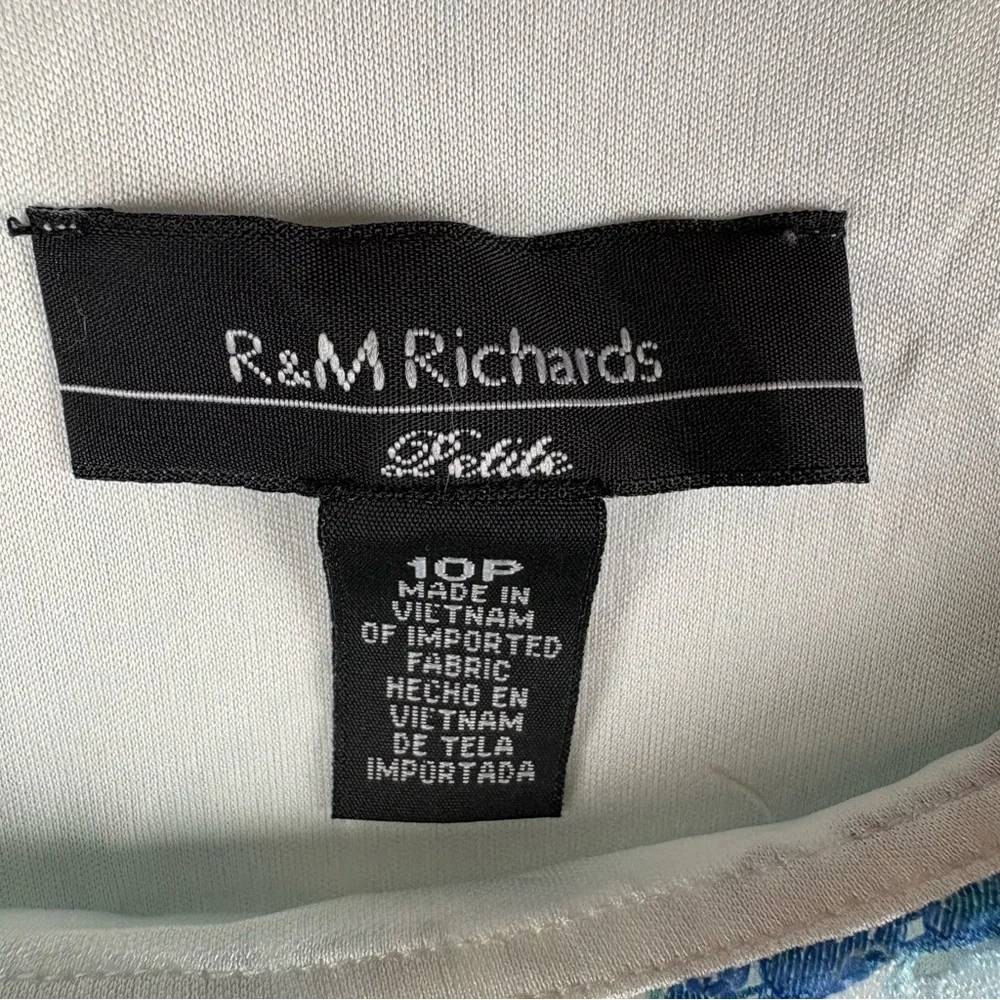 R&M Richards
Petite
10P
MADE IN
VIETNAM
OF IMPORTED
FABRIC
HECHO EN
VIETNAM
DE TELA
IMPORTADA